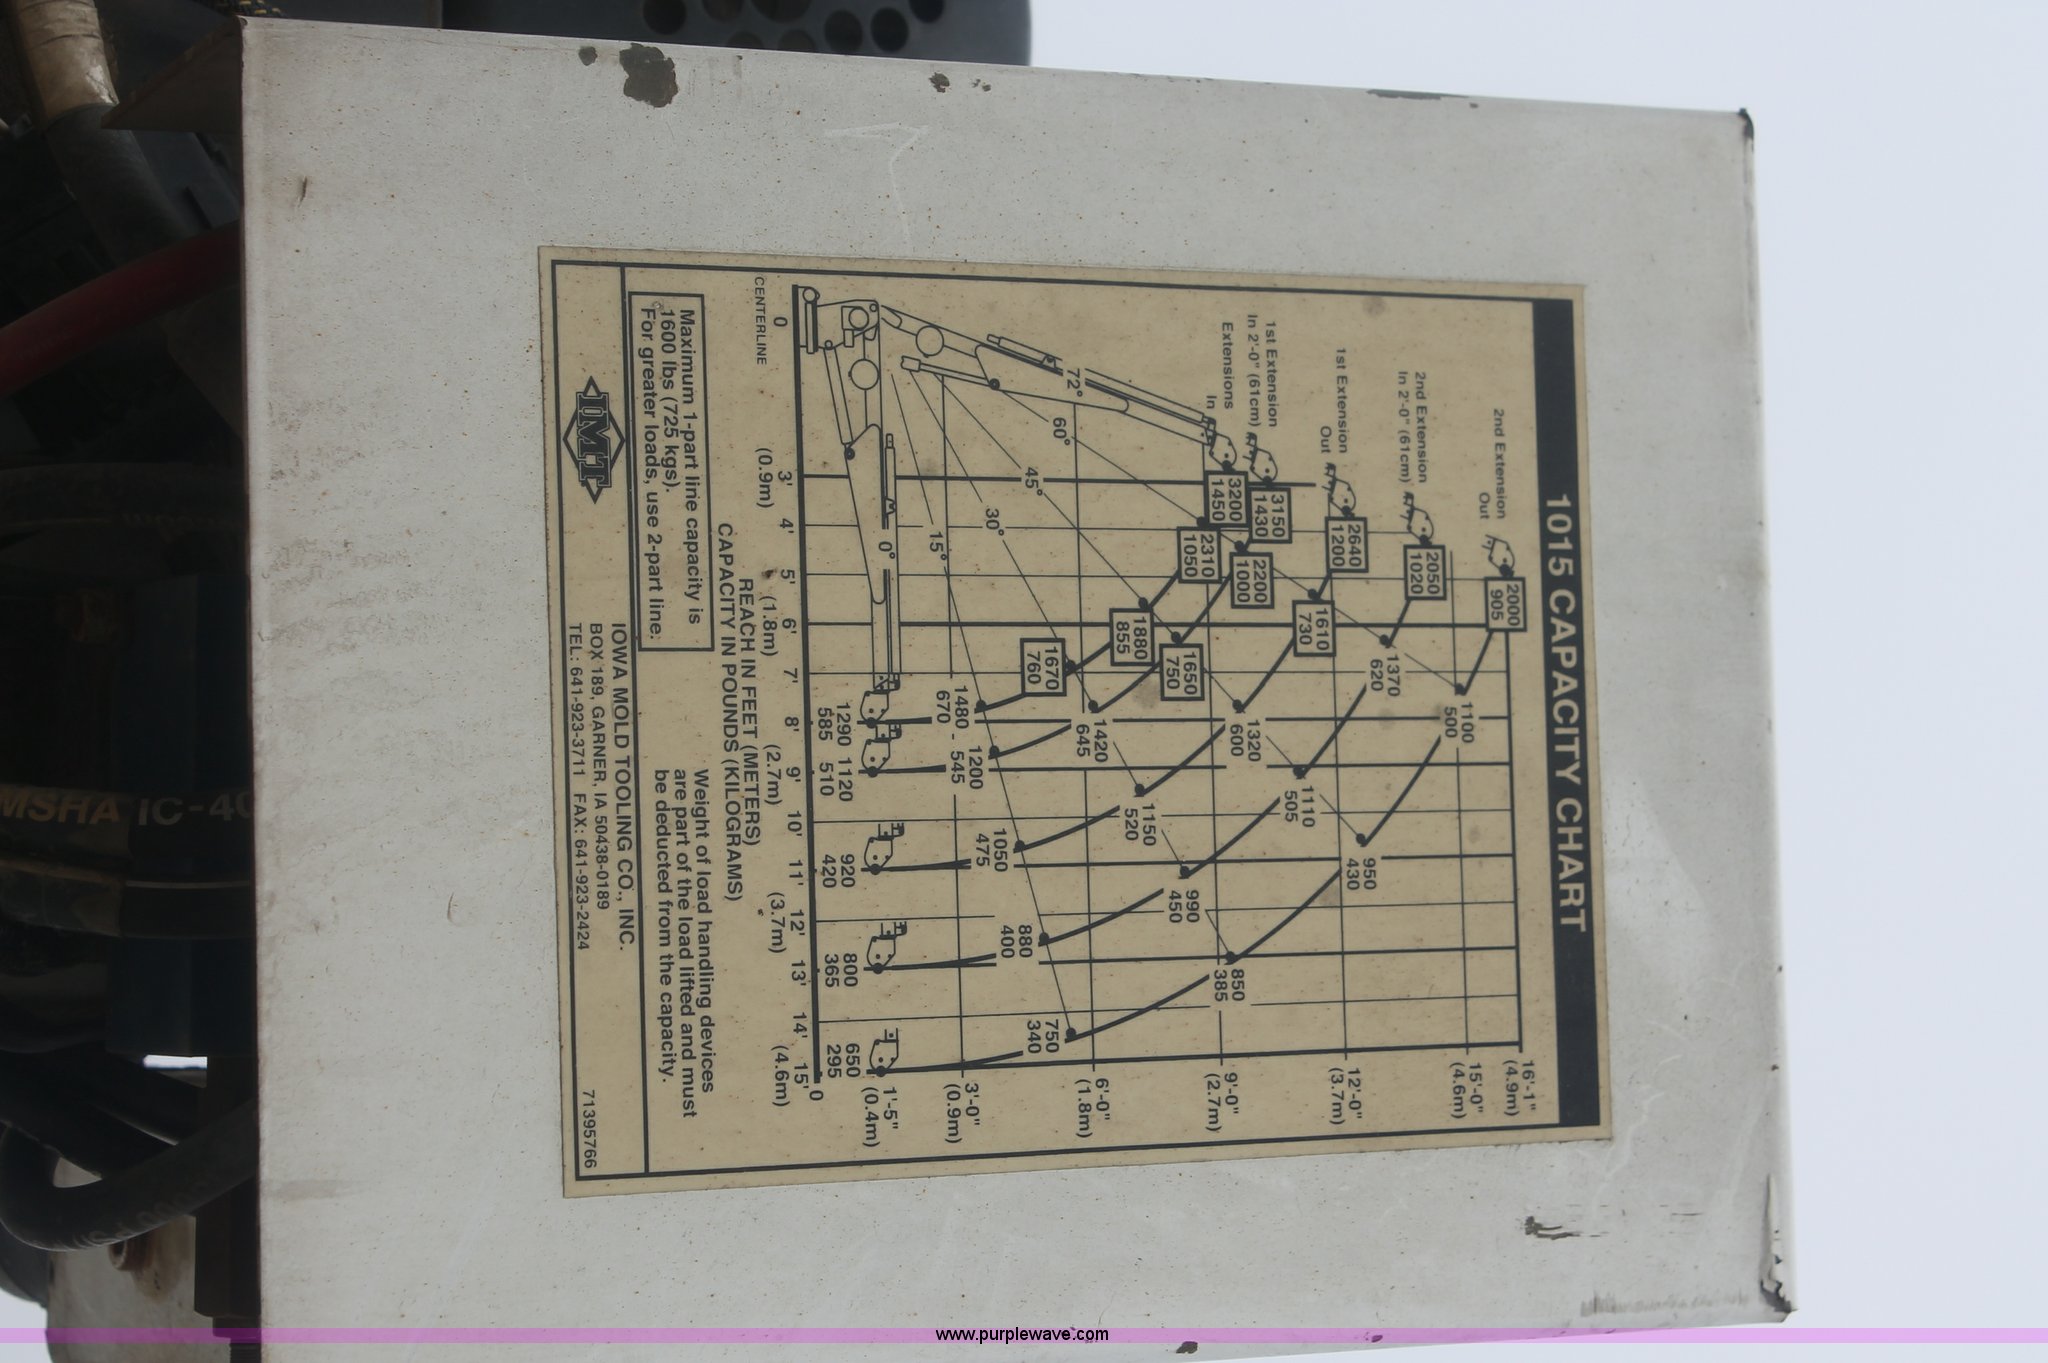 1015 CAPACITY CHART
2nd Extension
Out
2000
905
2nd Extension
In 2'-0" (61cm)
2050
1020
1st Extension
Out
2640
1200
1st Extension
In 2'-0" (61cm)
3150
1430
Extensions
In
3200
1450
72°
60°
45°
30°
15°
0°
1100
500
1370
620
1610
730
2200
1000
2310
1050
950
430
1110
505
1320
600
1650
750
1880
855
850
385
990
450
1150
520
1420
645
1670
760
750
340
880
400
1050
475
1200
545
1480 -
670
1290
585
1120
510
920
420
800
365
650
295
16'-1"
(4.9m)
15'-0"
(4.6m)
12'-0"
(3.7m)
9'-0"
(2.7m)
6'-0"
(1.8m)
3'-0"
(0.9m)
1'-5"
(0.4m)
0
0 3' 4' 5' 6' 7' 8' 9' 10' 11' 12' 13' 14' 15'
CENTERLINE (0.9m) (1.8m) (2.7m) (3.7m) (4.6m)
REACH IN FEET (METERS)
CAPACITY IN POUNDS (KILOGRAMS)
Maximum 1-part line capacity is
1600 lbs (725 kgs).
For greater loads, use 2-part line.
Weight of load handling devices
are part of the load lifted and must
be deducted from the capacity.
IMT
IOWA MOLD TOOLING CO., INC.
BOX 189, GARNER, IA 50438-0189
TEL: 641-923-3711 FAX: 641-923-2424
71395766
MSHA IC-40
www.purplewave.com